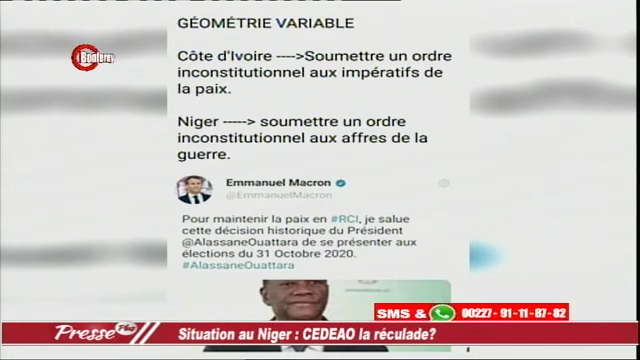 GÉOMÉTRIE VARIABLE
Côte d'Ivoire ---->Soumettre un ordre
inconstitutionnel aux impératifs de
la paix.
Niger -----> soumettre un ordre
inconstitutionnel aux affres de la
guerre.
Bonferey
Emmanuel Macron
@EmmanuelMacron
Pour maintenir la paix en #RCI, je salue
cette décision historique du Président
@AlassaneOuattara de se présenter aux
élections du 31 Octobre 2020.
#AlassaneOuattara
SMS & 00227 - 91-11-87-82
Presse Situation au Niger : CEDEAO la réculade?